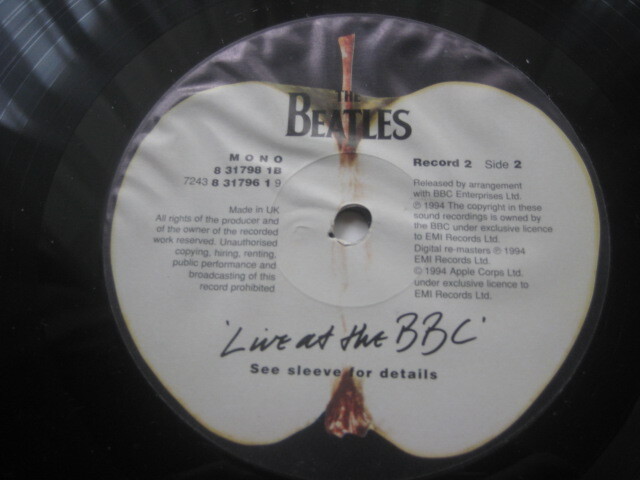 THE
BEATLES
MONO
8 31798 1B
7243 8 31796 1 9
Record 2 Side 2
Made in UK
All rights of the producer and
of the owner of the recorded
work reserved. Unauthorised
copying, hiring, renting,
public performance and
broadcasting of this
record prohibited
Released by arrangement
with BBC Enterprises Ltd.
℗ 1994 The copyright in these
sound recordings is owned by
the BBC under exclusive licence
to EMI Records Ltd.
Digital re-masters ℗ 1994
EMI Records Ltd.
© 1994 Apple Corps Ltd.
under exclusive licence to
EMI Records Ltd.
'Live at the BBC'
See sleeve for details